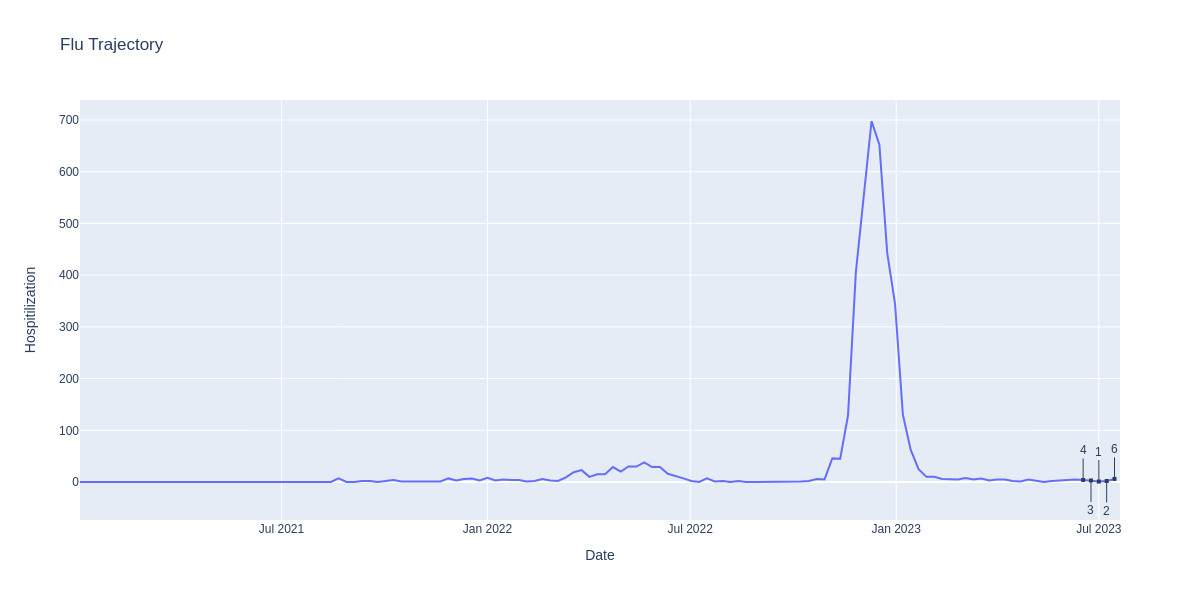 Flu Trajectory
Hospitilization
700
600
500
400
300
200
100
0
4
1
6
3
2
Jul 2021
Jan 2022
Jul 2022
Jan 2023
Jul 2023
Date